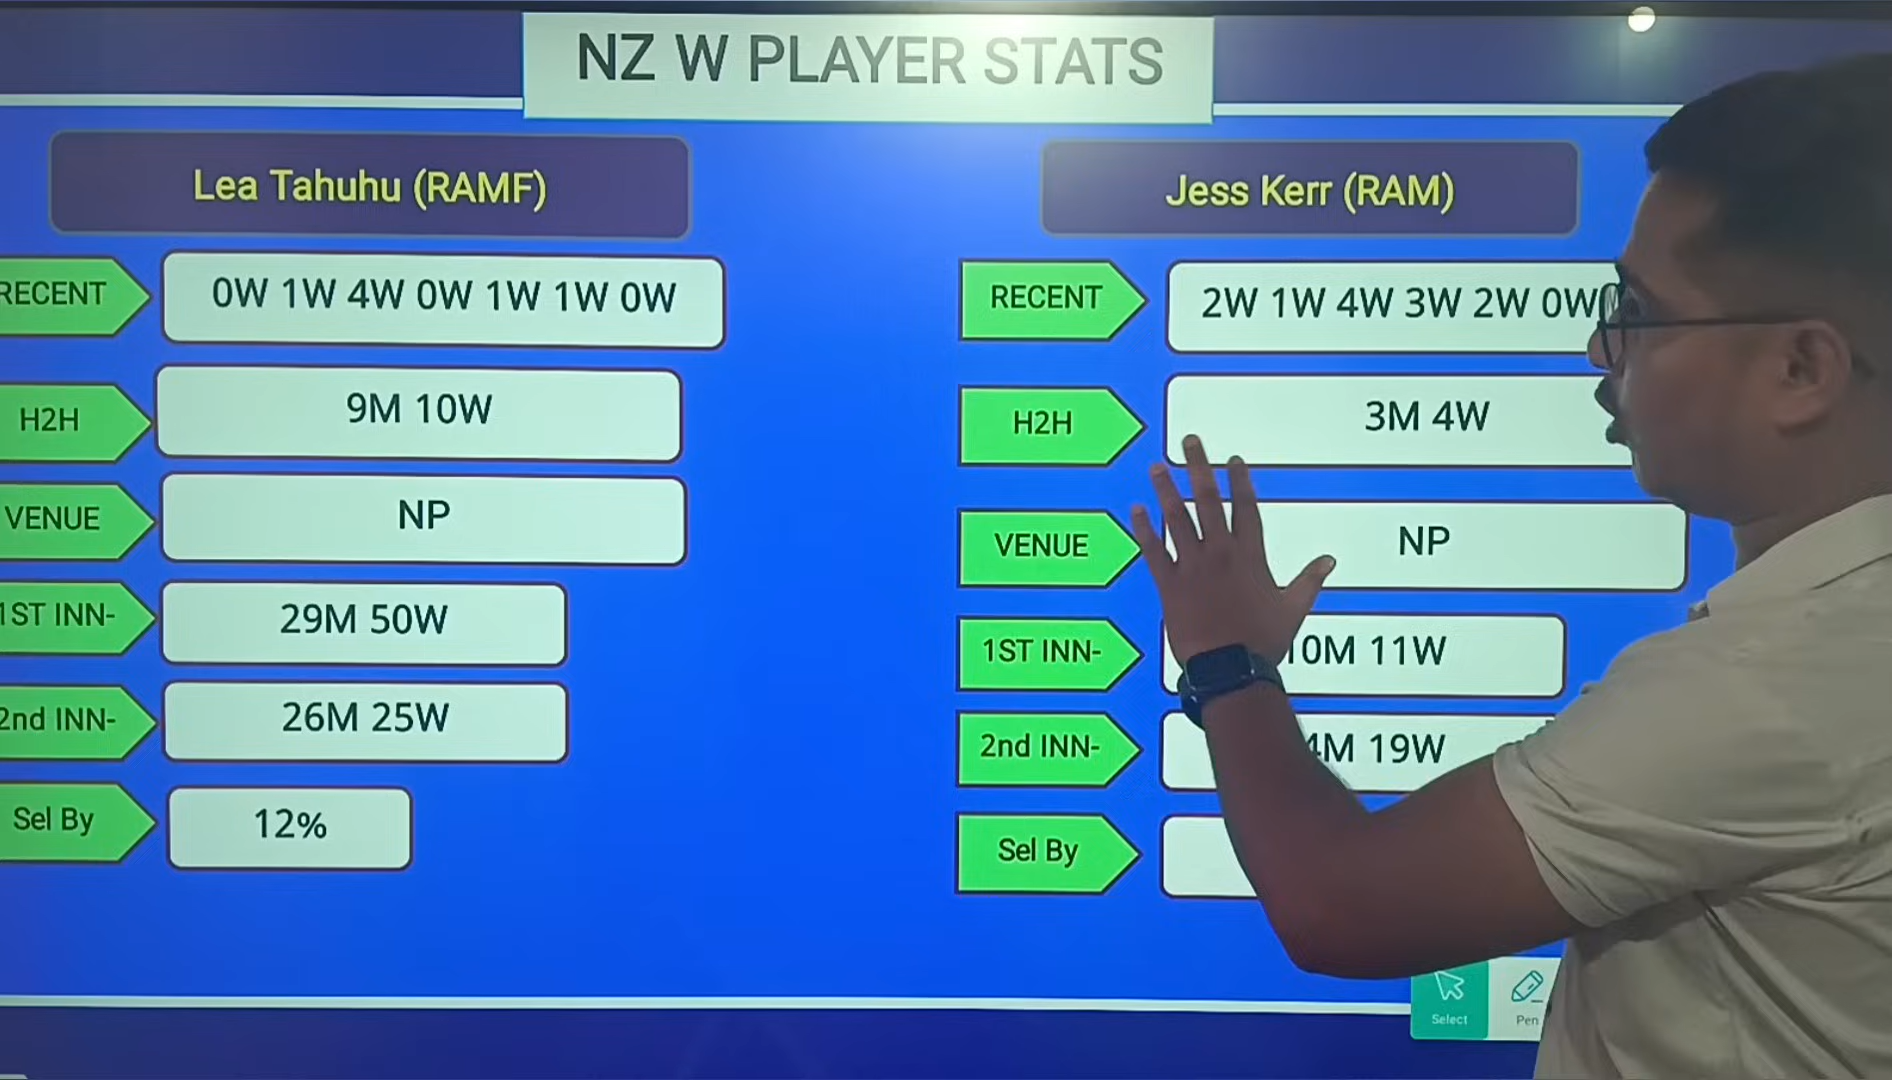 NZ W PLAYER STATS
Lea Tahuhu (RAMF)
RECENT
0W 1W 4W 0W 1W 1W 0W
H2H
9M 10W
VENUE
NP
1ST INN-
29M 50W
2nd INN-
26M 25W
Sel By
12%
Jess Kerr (RAM)
RECENT
2W 1W 4W 3W 2W 0W
H2H
3M 4W
VENUE
NP
1ST INN-
11W
2nd INN-
19W
Sel By
Select
Pen